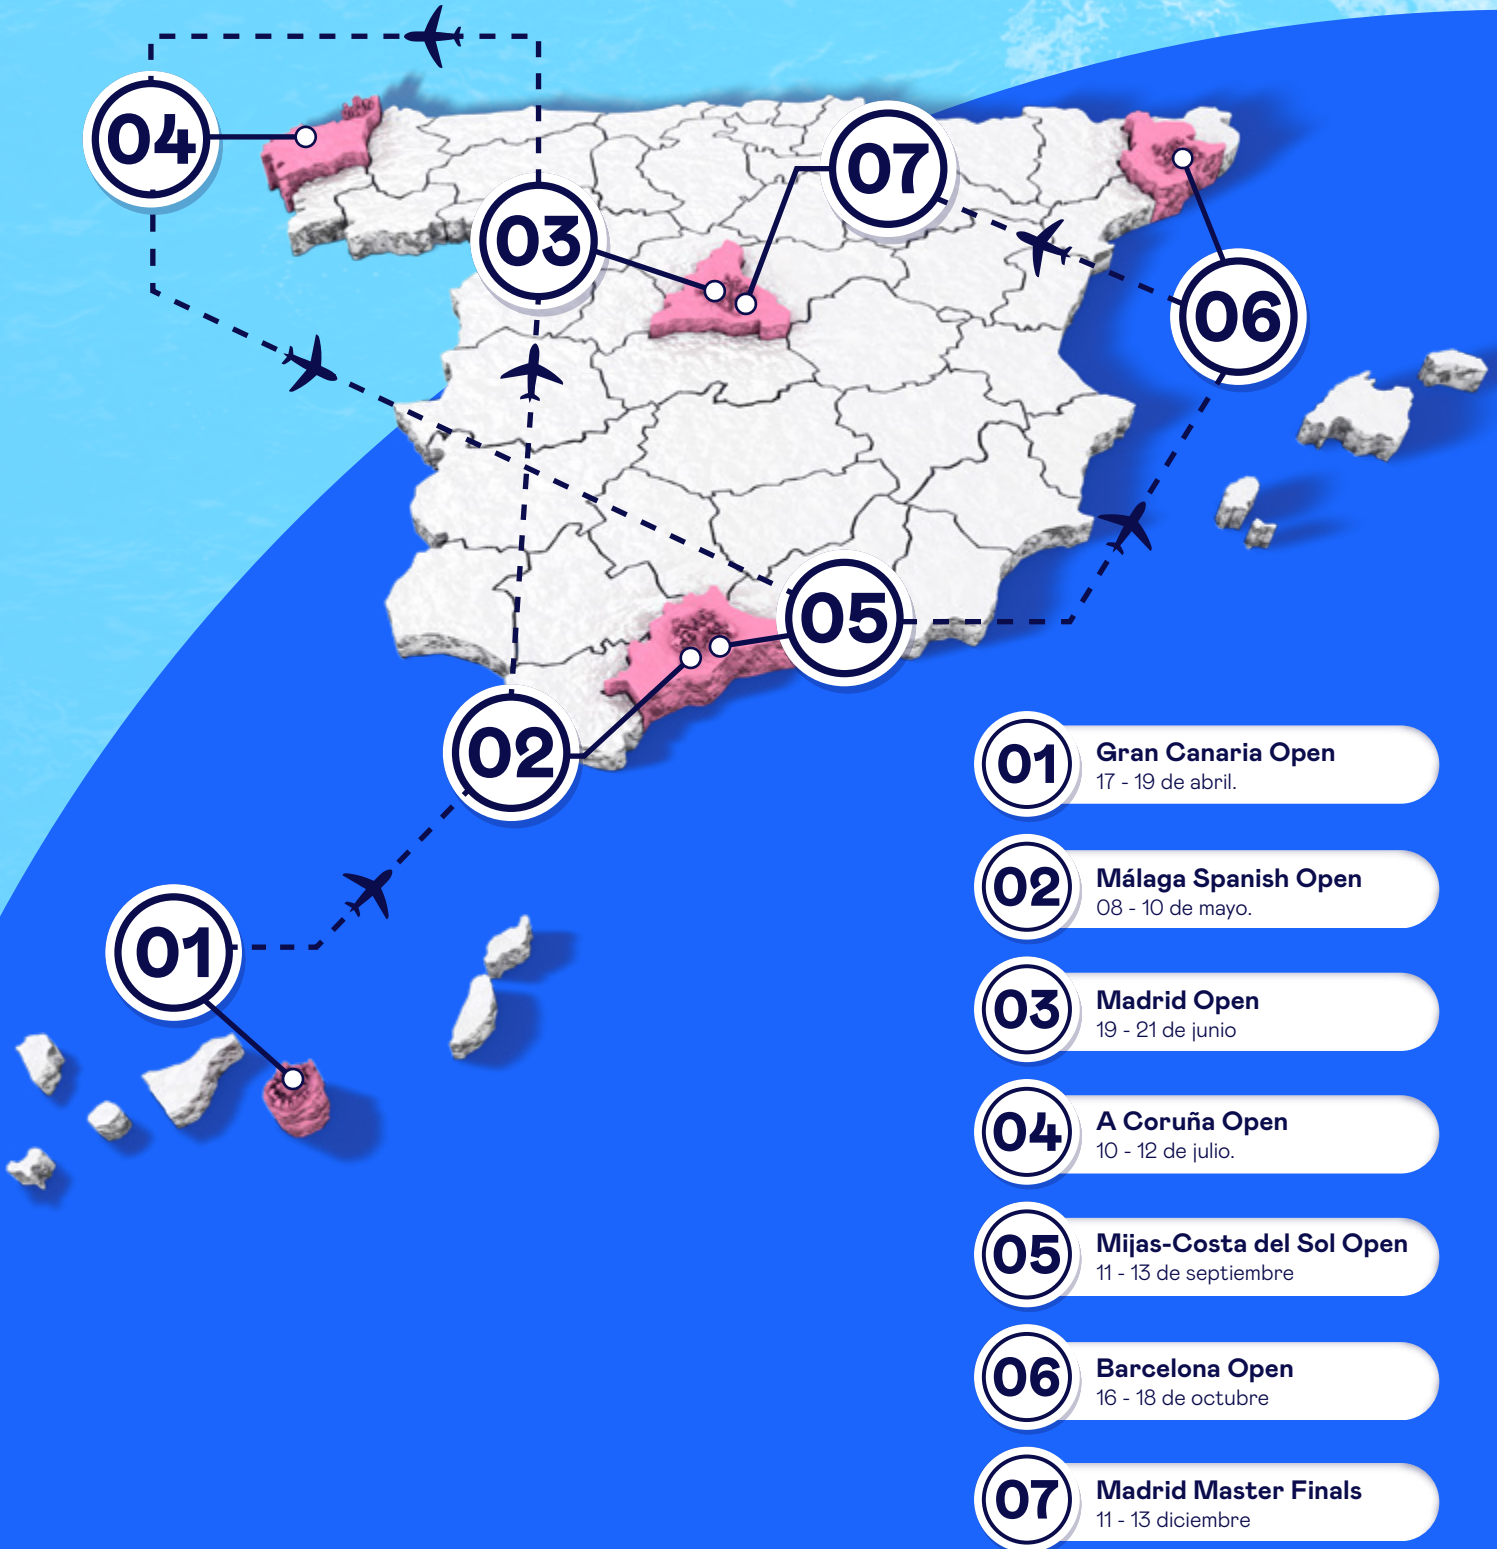 04
07
03
06
05
02
01
01
Gran Canaria Open
17 - 19 de abril.
02
Málaga Spanish Open
08 - 10 de mayo.
03
Madrid Open
19 - 21 de junio
04
A Coruña Open
10 - 12 de julio.
05
Mijas-Costa del Sol Open
11 - 13 de septiembre
06
Barcelona Open
16 - 18 de octubre
07
Madrid Master Finals
11 - 13 diciembre